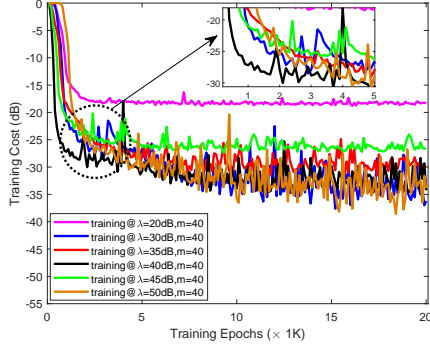 -18
-20
-25
-30
1 2 3 4 5
0
-5
-10
-15
-20
-25
-30
-35
-40
-45
-50
-55
Training Cost (dB)
training@ λ=20dB,m=40
training@ λ=30dB,m=40
training@ λ=35dB,m=40
training@ λ=40dB,m=40
training@ λ=45dB,m=40
training@ λ=50dB,m=40
0 5 10 15 20
Training Epochs (× 1K)